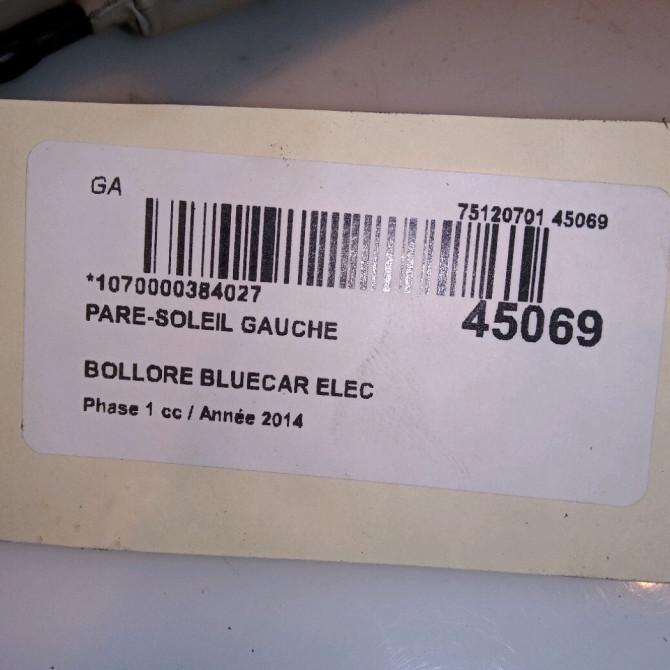 GA
75120701 45069
*1070000384027
45069
PARE-SOLEIL GAUCHE
BOLLORE BLUECAR ELEC
Phase 1 cc / Année 2014